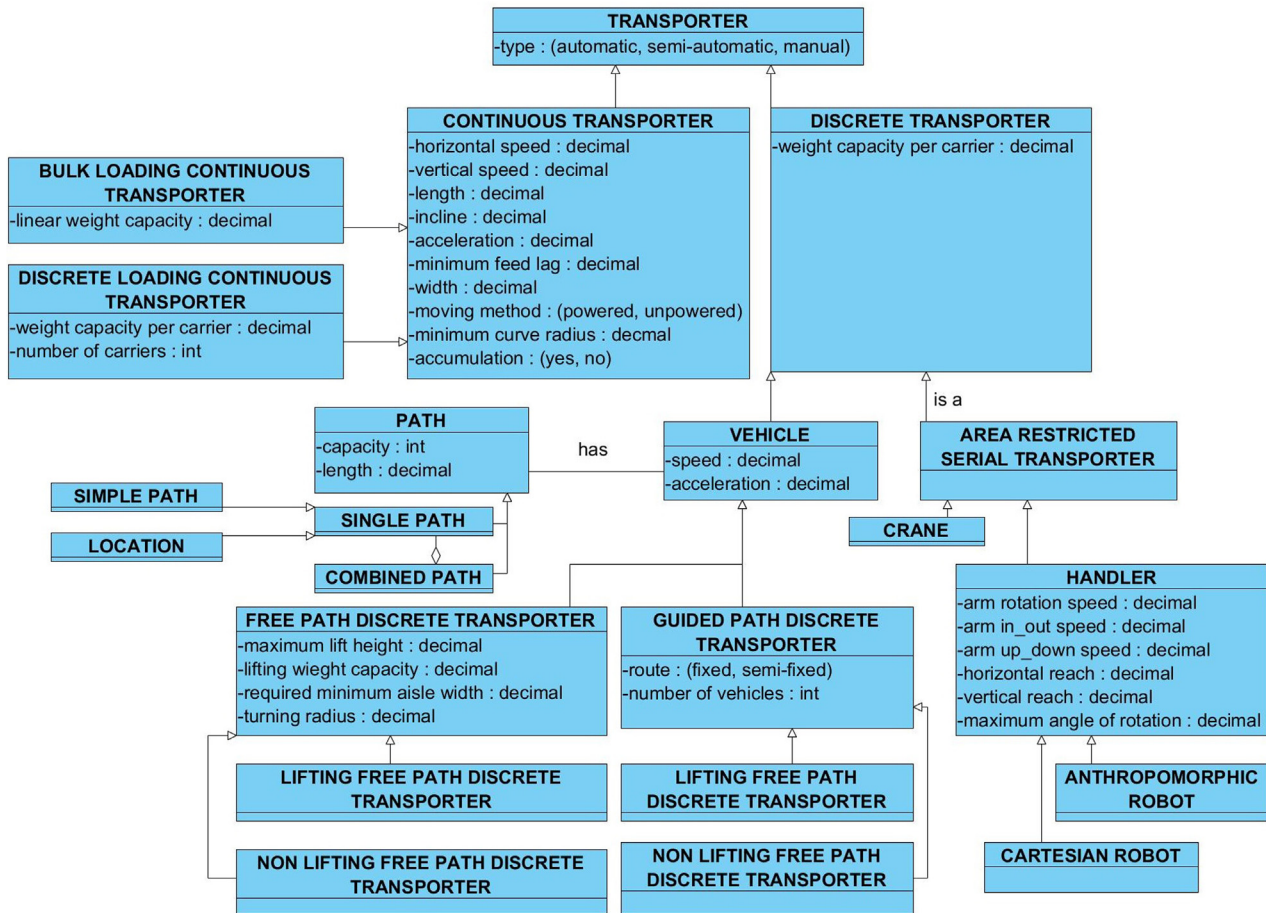 TRANSPORTER
-type : (automatic, semi-automatic, manual)
CONTINUOUS TRANSPORTER
-horizontal speed : decimal
-vertical speed : decimal
-length : decimal
-incline : decimal
-acceleration : decimal
-minimum feed lag : decimal
-width : decimal
-moving method : (powered, unpowered)
-minimum curve radius : decmal
-accumulation : (yes, no)
DISCRETE TRANSPORTER
-weight capacity per carrier : decimal
BULK LOADING CONTINUOUS
TRANSPORTER
-linear weight capacity : decimal
DISCRETE LOADING CONTINUOUS
TRANSPORTER
-weight capacity per carrier : decimal
-number of carriers : int
is a
PATH
-capacity : int
-length : decimal
has
VEHICLE
-speed : decimal
-acceleration : decimal
AREA RESTRICTED
SERIAL TRANSPORTER
SIMPLE PATH
SINGLE PATH
LOCATION
COMBINED PATH
CRANE
HANDLER
-arm rotation speed : decimal
-arm in_out speed : decimal
-arm up_down speed : decimal
-horizontal reach : decimal
-vertical reach : decimal
-maximum angle of rotation : decimal
FREE PATH DISCRETE TRANSPORTER
-maximum lift height : decimal
-lifting wieght capacity : decimal
-required minimum aisle width : decimal
-turning radius : decimal
GUIDED PATH DISCRETE
TRANSPORTER
-route : (fixed, semi-fixed)
-number of vehicles : int
LIFTING FREE PATH DISCRETE
TRANSPORTER
LIFTING FREE PATH
DISCRETE TRANSPORTER
ANTHROPOMORPHIC
ROBOT
NON LIFTING FREE PATH DISCRETE
TRANSPORTER
NON LIFTING FREE PATH
DISCRETE TRANSPORTER
CARTESIAN ROBOT